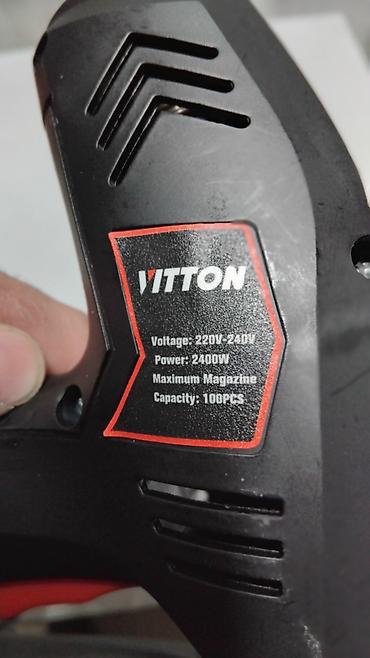 VITTON
Voltage: 220V-240V
Power: 2400W
Maximum Magazine
Capacity: 100PCS